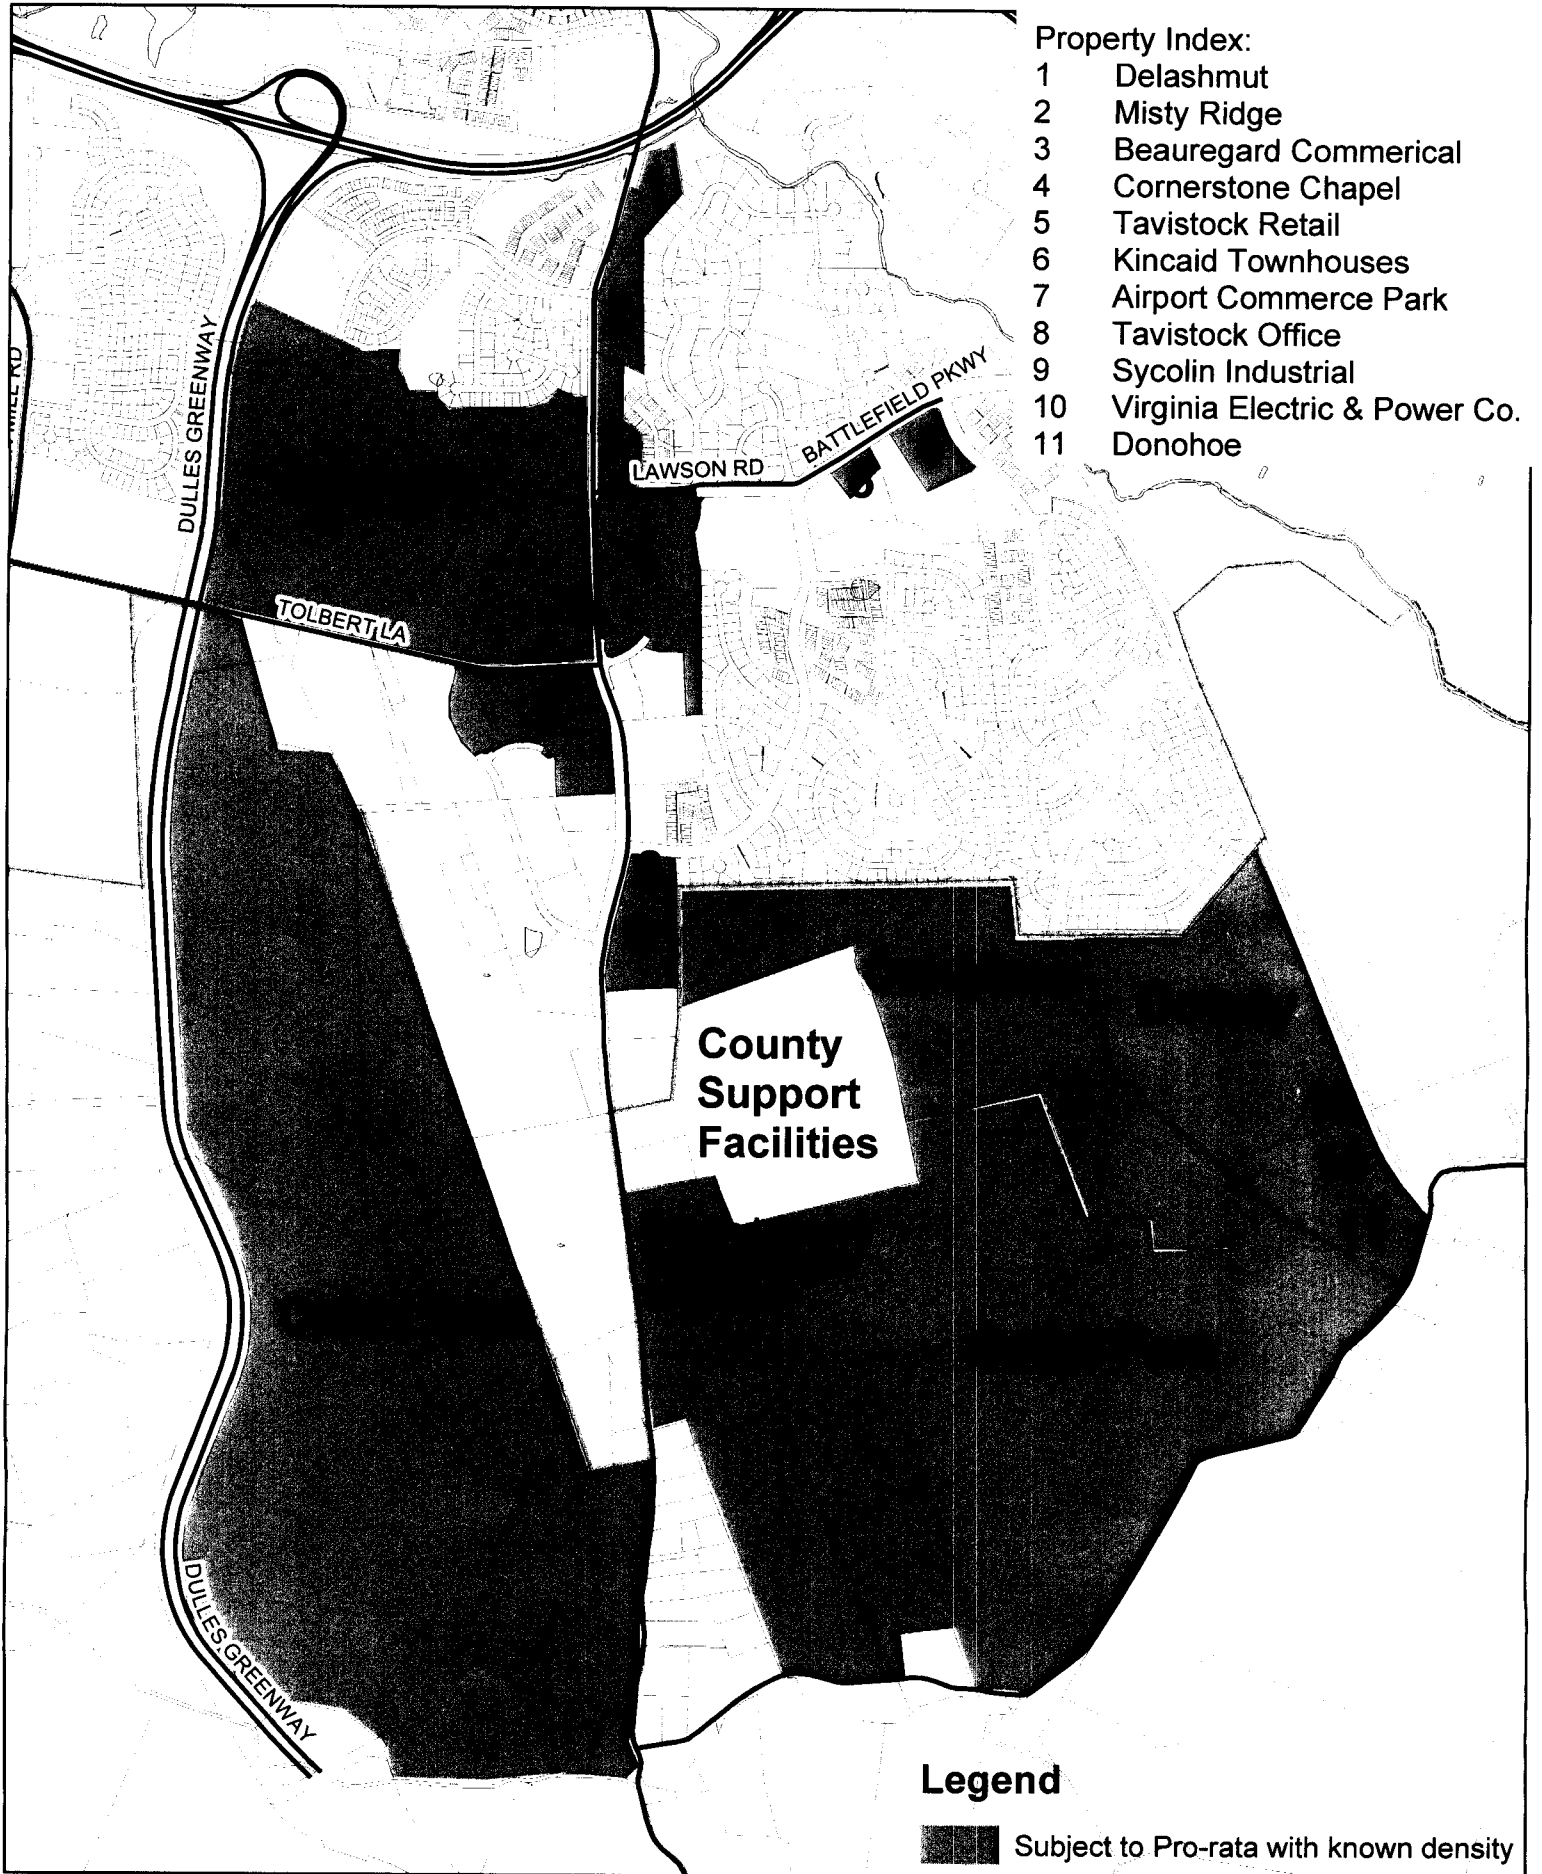 Property Index:
1 Delashmut
2 Misty Ridge
3 Beauregard Commerical
4 Cornerstone Chapel
5 Tavistock Retail
6 Kincaid Townhouses
7 Airport Commerce Park
8 Tavistock Office
9 Sycolin Industrial
10 Virginia Electric & Power Co.
11 Donohoe
DULLES GREENWAY
RD
BATTLEFIELD PKWY
LAWSON RD
TOLBERT LA
County
Support
Facilities
DULLES GREENWAY
Legend
Subject to Pro-rata with known density